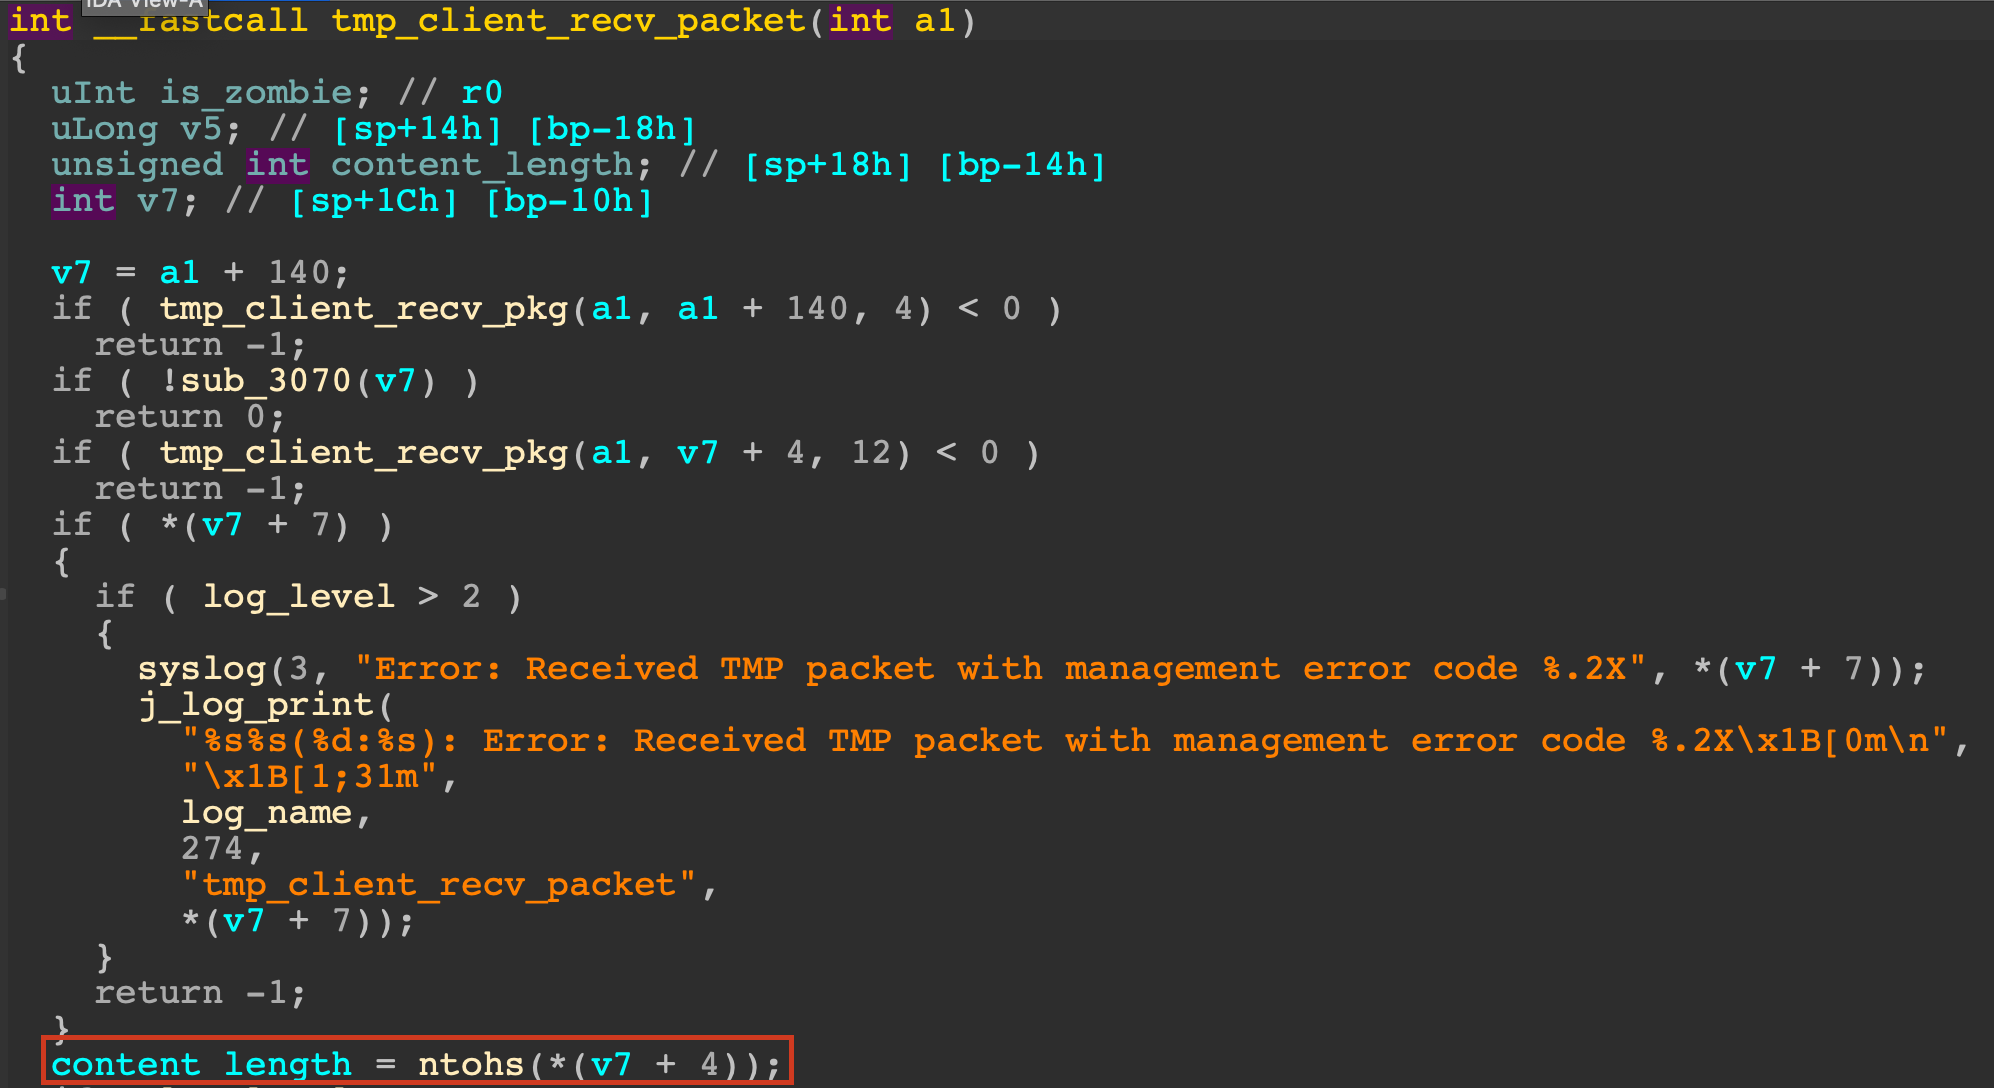 IDA View-A
int __fastcall tmp_client_recv_packet(int a1)
{
  uInt is_zombie; // r0
  uLong v5; // [sp+14h] [bp-18h]
  unsigned int content_length; // [sp+18h] [bp-14h]
  int v7; // [sp+1Ch] [bp-10h]

  v7 = a1 + 140;
  if ( tmp_client_recv_pkg(a1, a1 + 140, 4) < 0 )
    return -1;
  if ( !sub_3070(v7) )
    return 0;
  if ( tmp_client_recv_pkg(a1, v7 + 4, 12) < 0 )
    return -1;
  if ( *(v7 + 7) )
  {
    if ( log_level > 2 )
    {
      syslog(3, "Error: Received TMP packet with management error code %.2X", *(v7 + 7));
      j_log_print(
        "%s%s(%d:%s): Error: Received TMP packet with management error code %.2X\x1B[0m\n",
        "\x1B[1;31m",
        log_name,
        274,
        "tmp_client_recv_packet",
        *(v7 + 7));
    }
    return -1;
  }
  content_length = ntohs(*(v7 + 4));